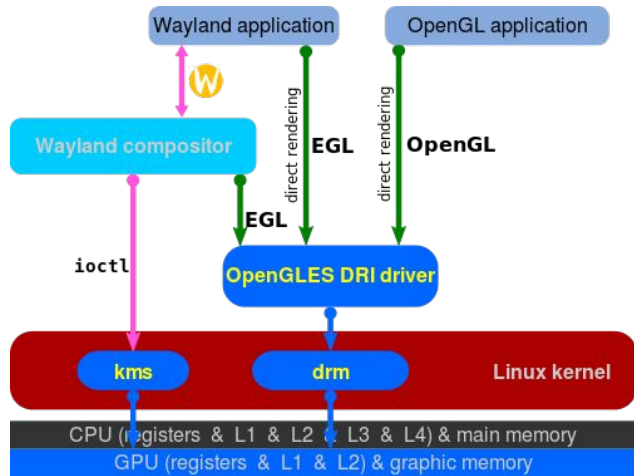 Wayland application
OpenGL application
W
direct rendering
EGL
direct rendering
OpenGL
Wayland compositor
EGL
ioctl
OpenGLES DRI driver
kms
drm
Linux kernel
CPU (registers & L1 & L2 & L3 & L4) & main memory
GPU (registers & L1 & L2) & graphic memory